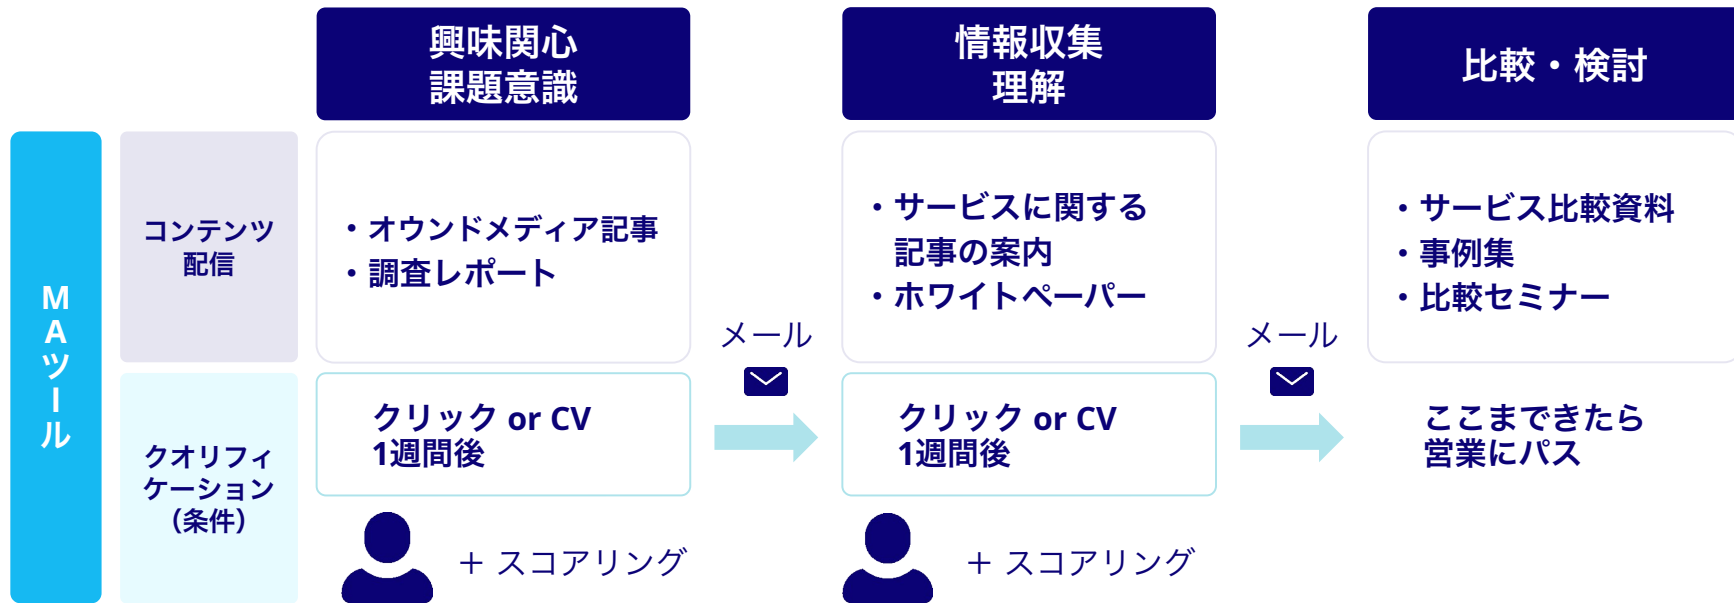 興味関心
課題意識
情報収集
理解
比較・検討
MAツール
コンテンツ
配信
・オウンドメディア記事
・調査レポート
・サービスに関する
記事の案内
・ホワイトペーパー
・サービス比較資料
・事例集
・比較セミナー
メール
メール
クオリフィ
ケーション
（条件）
クリック or CV
1週間後
クリック or CV
1週間後
ここまできたら
営業にパス
＋ スコアリング
＋ スコアリング